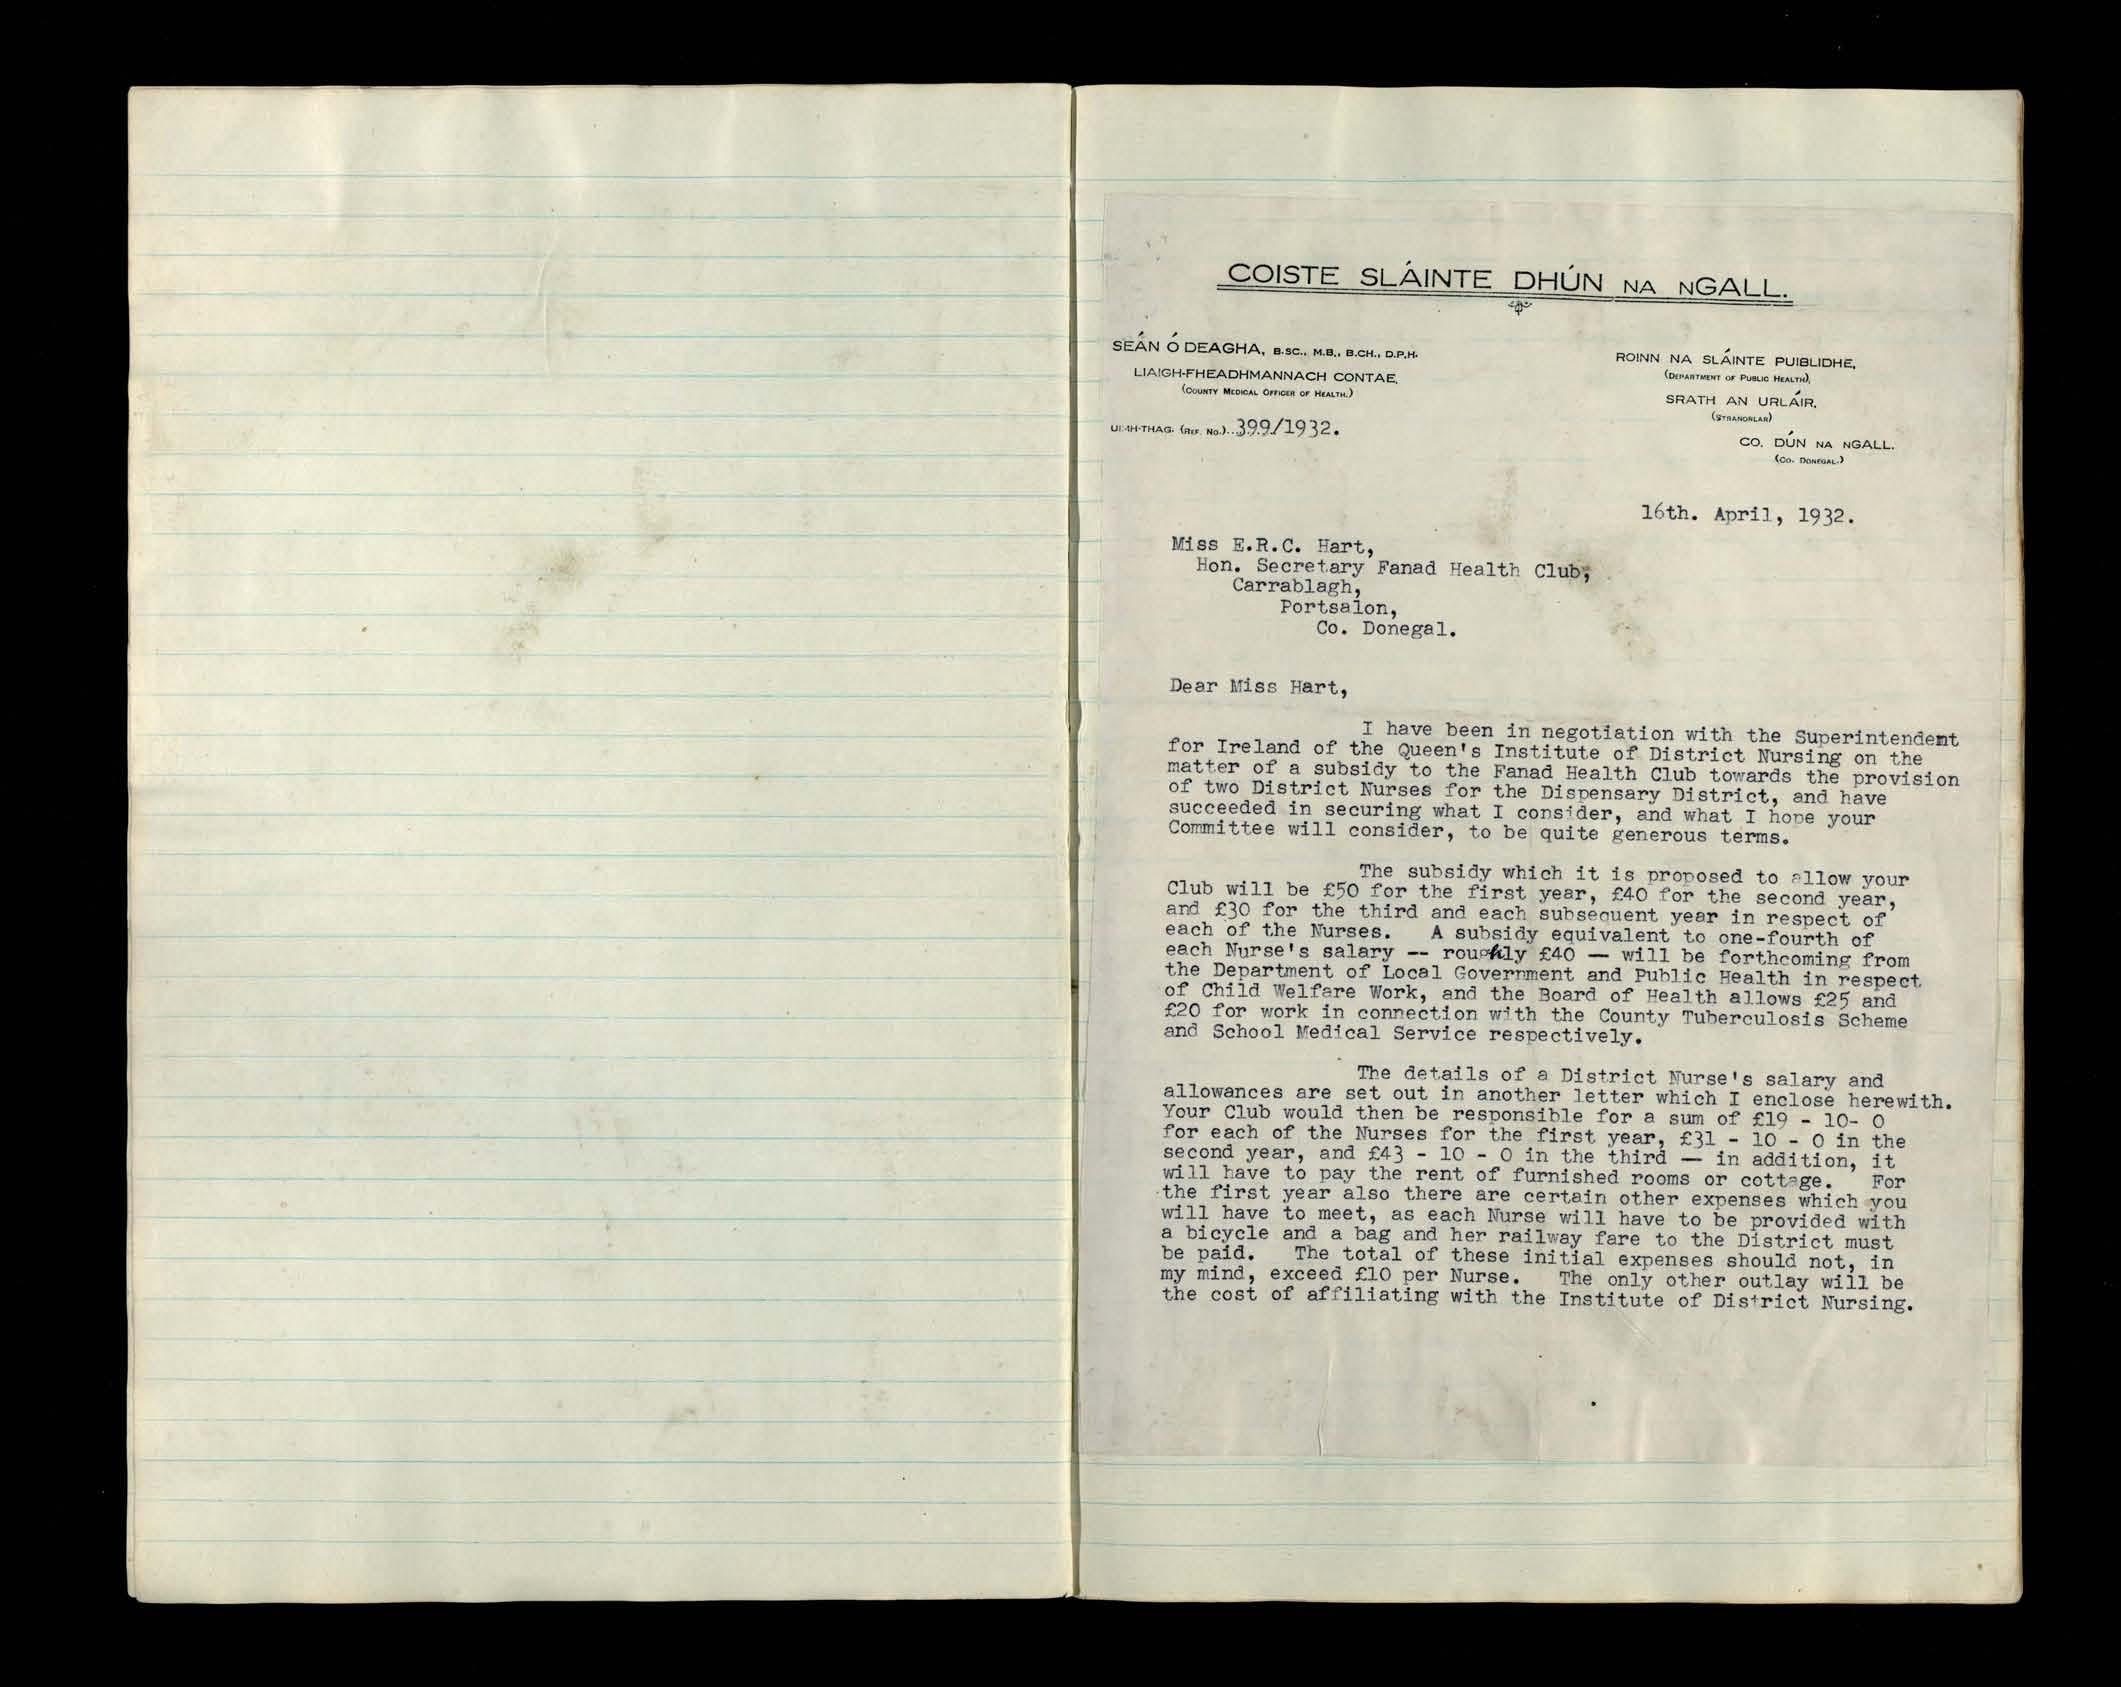 COISTE SLÁINTE DHÚN NA NGALL.
SEÁN Ó DEAGHA, B.SC., M.B., B.CH., D.P.H.
LIAIGH-FHEADHMANNACH CONTAE,
(COUNTY MEDICAL OFFICER OF HEALTH.)
UIMH-THAG. (REF. NO.)..399/1932.
ROINN NA SLÁINTE PUIBLIDHE,
(DEPARTMENT OF PUBLIC HEALTH),
SRATH AN URLÁIR,
(STRANORLAR)
CO. DÚN NA NGALL.
(CO. DONEGAL.)
16th. April, 1932.
Miss E.R.C. Hart,
Hon. Secretary Fanad Health Club,
Carrablagh,
Portsalon,
Co. Donegal.
Dear Miss Hart,
I have been in negotiation with the Superintendent
for Ireland of the Queen's Institute of District Nursing on the
matter of a subsidy to the Fanad Health Club towards the provision
of two District Nurses for the Dispensary District, and have
succeeded in securing what I consider, and what I hope your
Committee will consider, to be quite generous terms.
The subsidy which it is proposed to allow your
Club will be £50 for the first year, £40 for the second year,
and £30 for the third and each subsequent year in respect of
each of the Nurses. A subsidy equivalent to one-fourth of
each Nurse's salary -- roughly £40 — will be forthcoming from
the Department of Local Government and Public Health in respect
of Child Welfare Work, and the Board of Health allows £25 and
£20 for work in connection with the County Tuberculosis Scheme
and School Medical Service respectively.
The details of a District Nurse's salary and
allowances are set out in another letter which I enclose herewith.
Your Club would then be responsible for a sum of £19 - 10- 0
for each of the Nurses for the first year, £31 - 10 - 0 in the
second year, and £43 - 10 - 0 in the third — in addition, it
will have to pay the rent of furnished rooms or cottage. For
the first year also there are certain other expenses which you
will have to meet, as each Nurse will have to be provided with
a bicycle and a bag and her railway fare to the District must
be paid. The total of these initial expenses should not, in
my mind, exceed £10 per Nurse. The only other outlay will be
the cost of affiliating with the Institute of District Nursing.